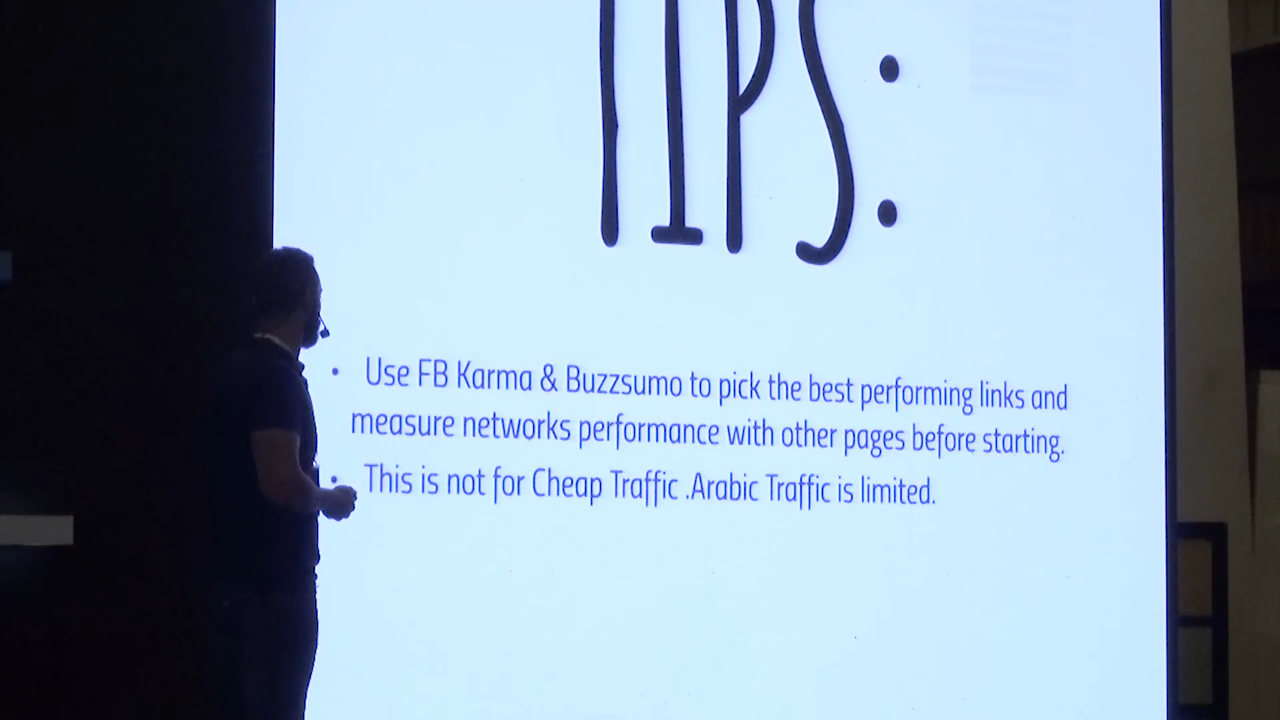 TIPS:
• Use FB Karma & Buzzsumo to pick the best performing links and
measure networks performance with other pages before starting.
• This is not for Cheap Traffic .Arabic Traffic is limited.